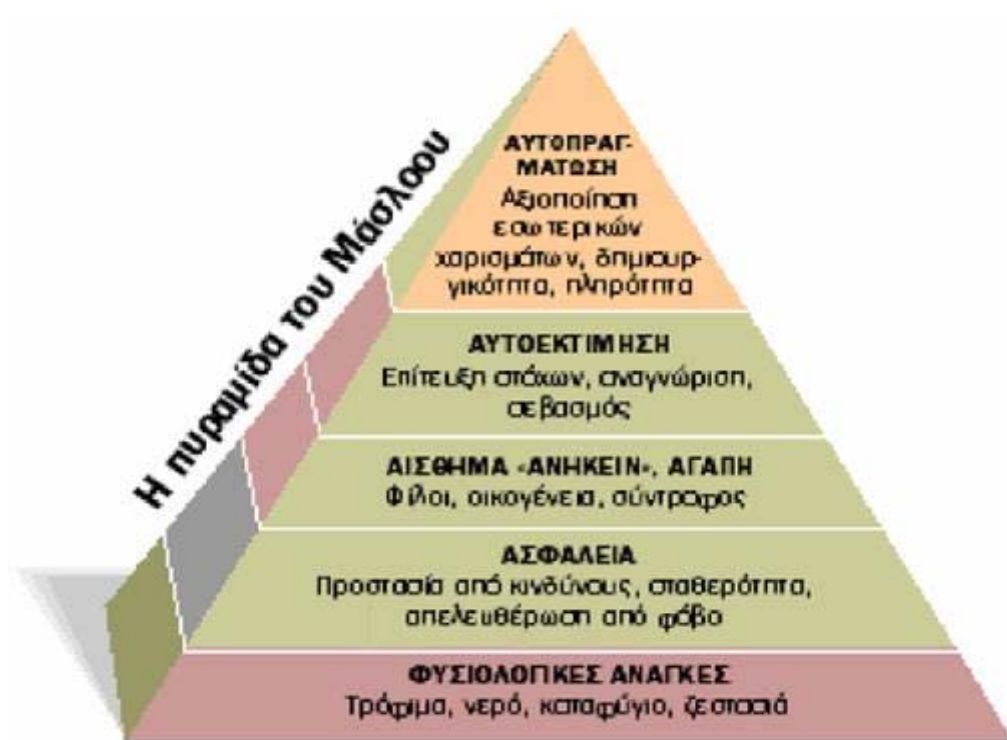 Η πυραμίδα του Μάσλοου
ΑΥΤΟΠΡΑΓ-
ΜΑΤΩΣΗ
Αξιοποίηση
εσωτερικών
χαρισμάτων, δημιουρ-
γικότητα, πληρότητα
ΑΥΤΟΕΚΤΙΜΗΣΗ
Επίτευξη στόχων, αναγνώριση,
σεβασμός
ΑΙΣΘΗΜΑ «ΑΝΗΚΕΙΝ», ΑΓΑΠΗ
Φίλοι, οικογένεια, σύντροφος
ΑΣΦΑΛΕΙΑ
Προστασία από κινδύνους, σταθερότητα,
απελευθέρωση από φόβο
ΦΥΣΙΟΛΟΓΙΚΕΣ ΑΝΑΓΚΕΣ
Τρόφιμα, νερό, καταφύγιο, ζεστασιά